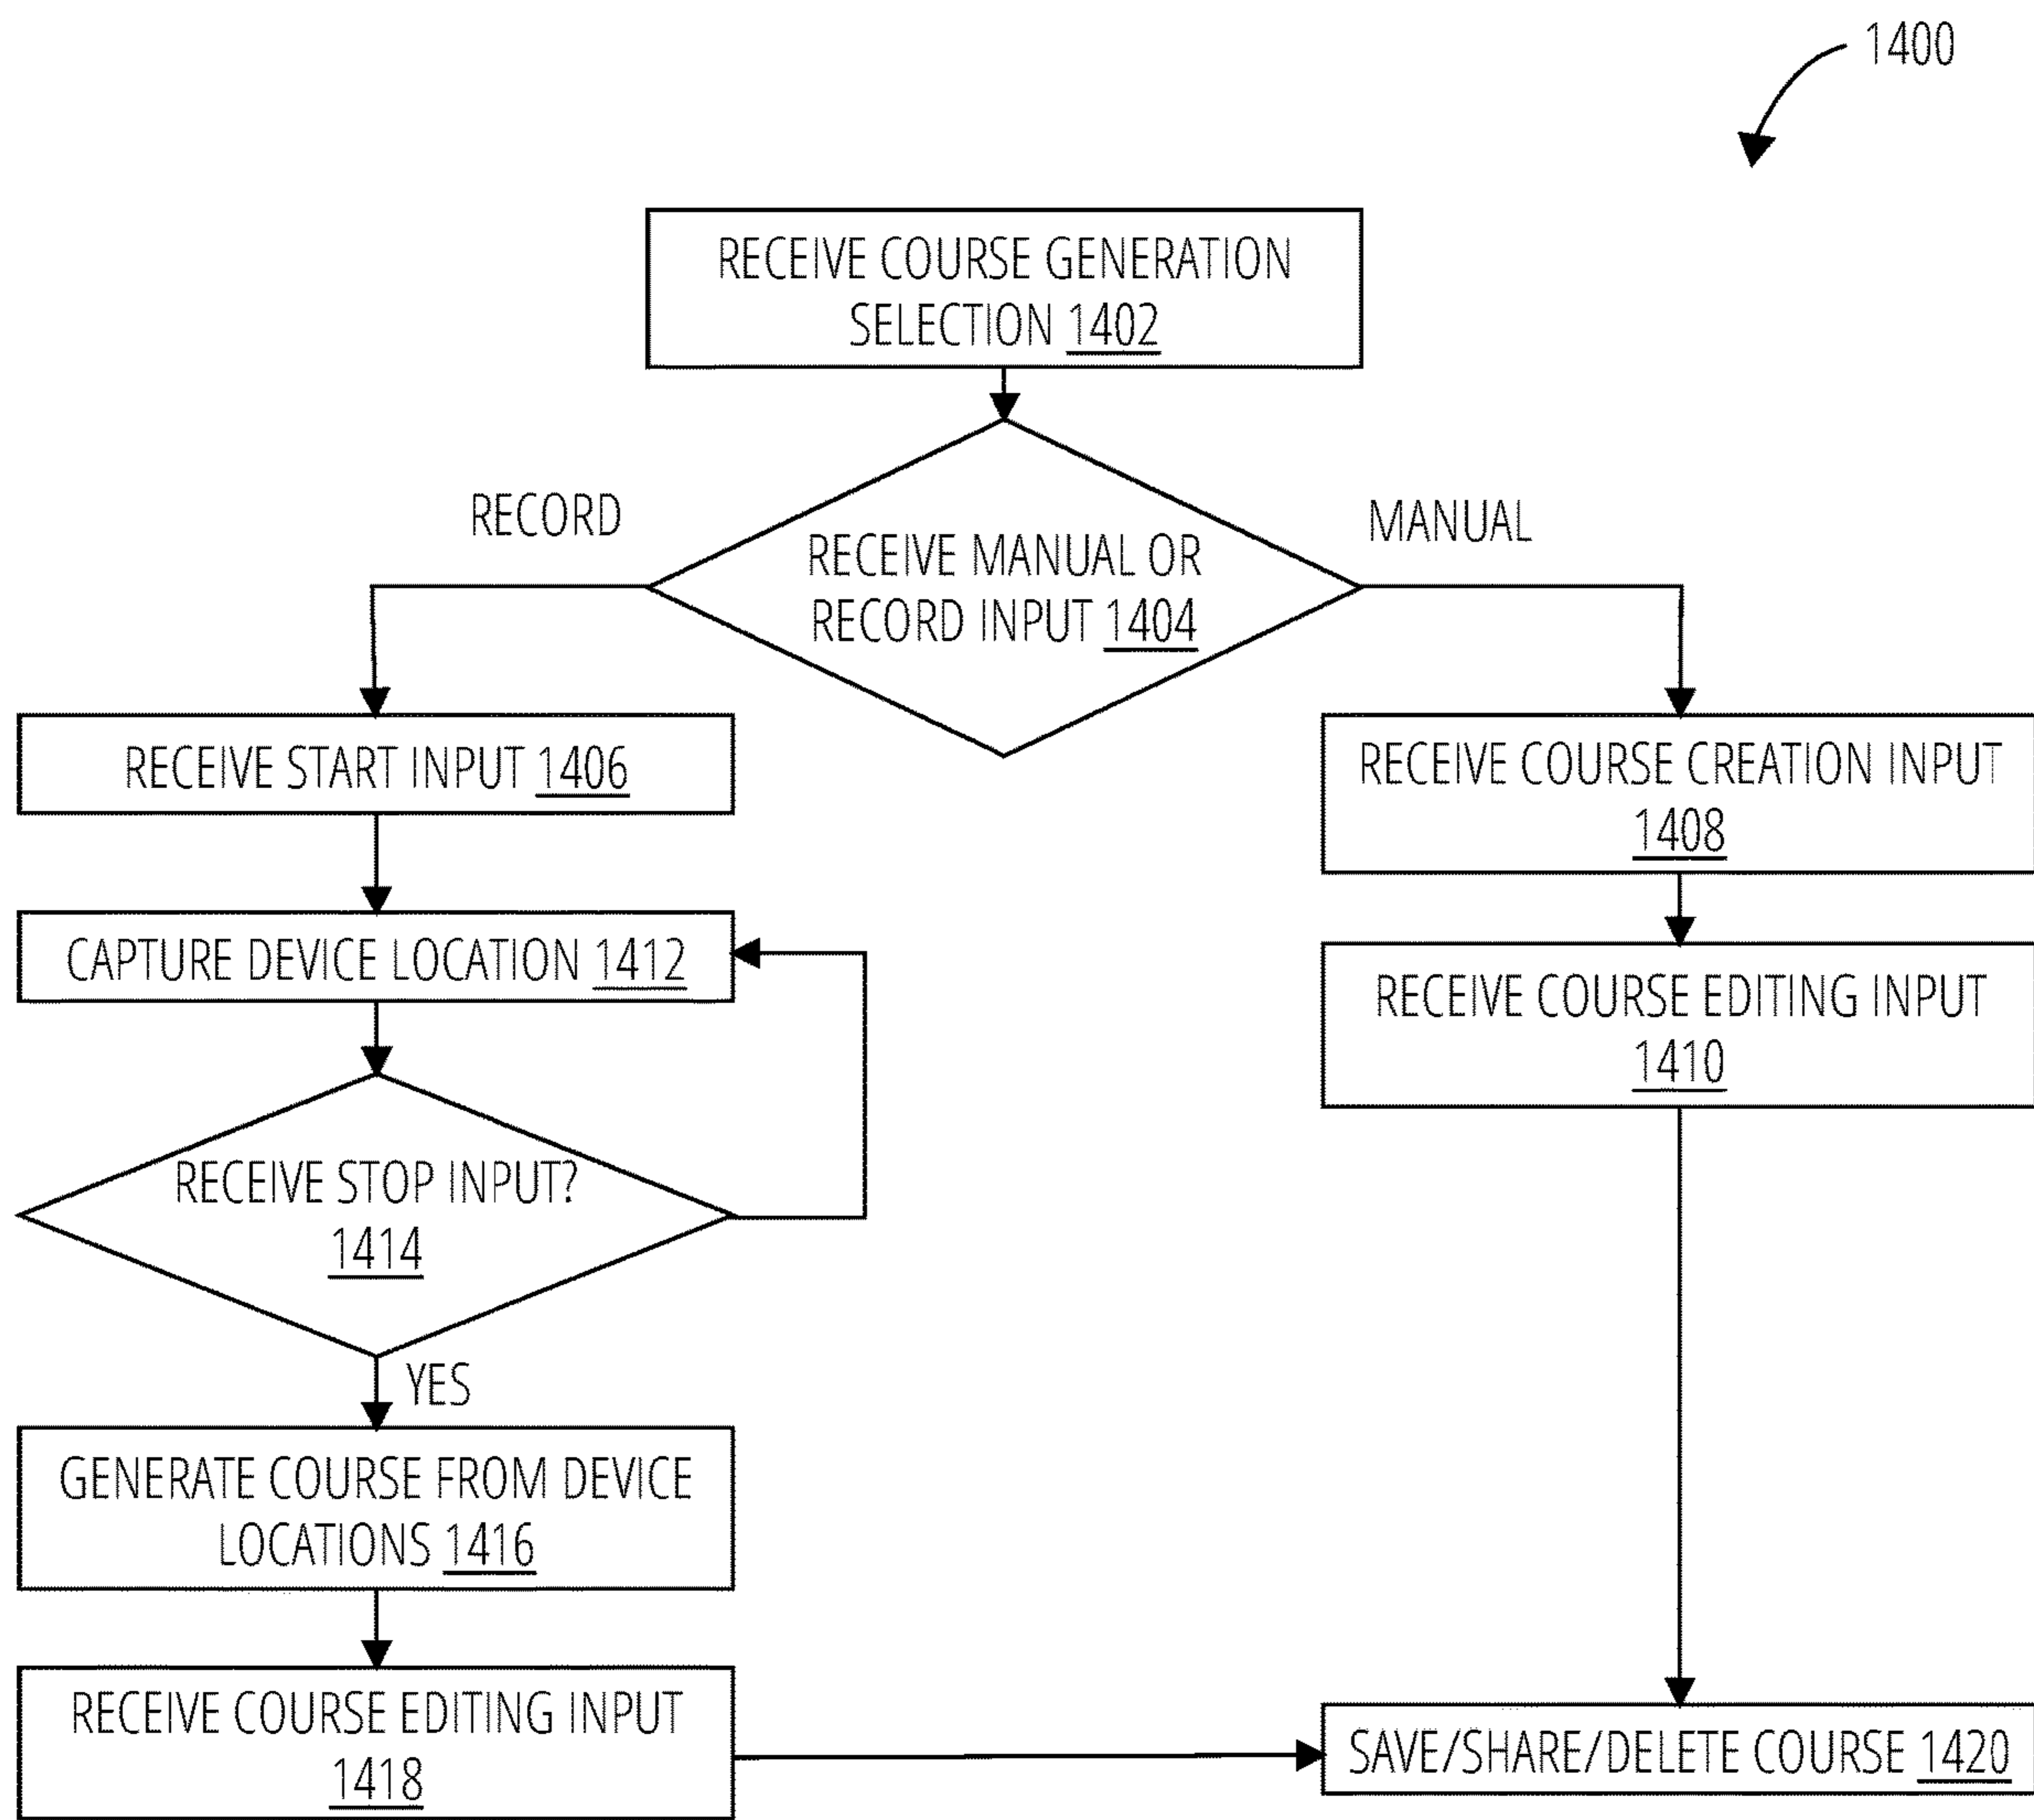 1400
RECEIVE COURSE GENERATION
SELECTION 1402
RECORD
MANUAL
RECEIVE MANUAL OR
RECORD INPUT 1404
RECEIVE START INPUT 1406
RECEIVE COURSE CREATION INPUT
1408
CAPTURE DEVICE LOCATION 1412
RECEIVE COURSE EDITING INPUT
1410
RECEIVE STOP INPUT?
1414
YES
GENERATE COURSE FROM DEVICE
LOCATIONS 1416
RECEIVE COURSE EDITING INPUT
1418
SAVE/SHARE/DELETE COURSE 1420